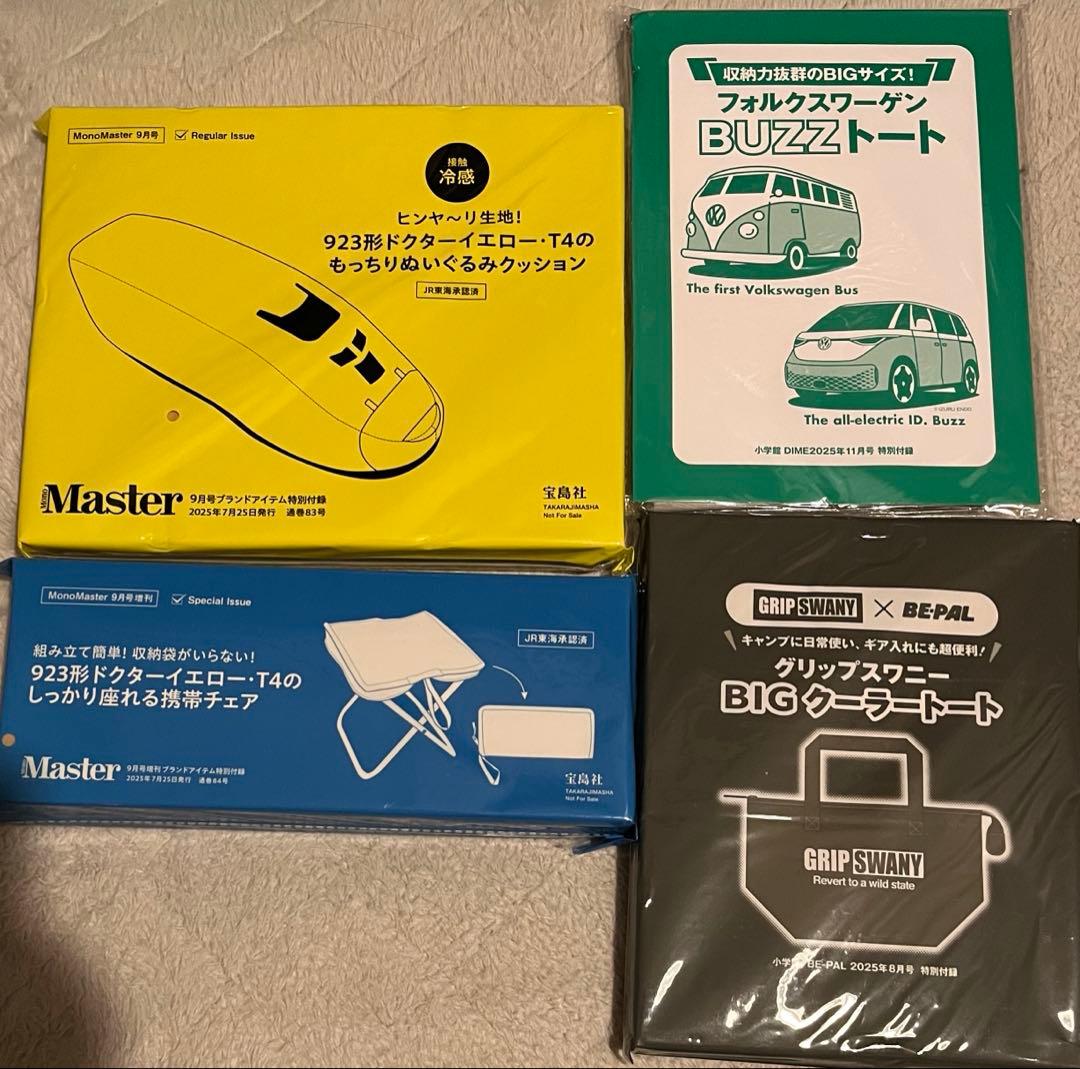 MonoMaster 9月号
Regular Issue
接触
冷感
ヒンヤ〜リ生地!
923形ドクターイエロー・T4の
もっちりぬいぐるみクッション
JR東海承認済
MonoMaster
9月号ブランドアイテム特別付録
2025年7月25日発行 通巻83号
宝島社
TAKARAJIMASHA
Not For Sale
収納力抜群のBIGサイズ!
フォルクスワーゲン
BUZZトート
The first Volkswagen Bus
©IZURU ENDO
The all-electric ID. Buzz
小学館 DIME2025年11月号 特別付録
MonoMaster 9月号増刊
Special Issue
JR東海承認済
組み立て簡単! 収納袋がいらない!
923形ドクターイエロー・T4の
しっかり座れる携帯チェア
Master
9月号増刊ブランドアイテム特別付録
2025年7月25日発行 通巻84号
宝島社
TAKARAJIMASHA
Not For Sale
GRIP SWANY × BE-PAL
キャンプに日常使い、ギア入れにも超便利!
グリップスワニー
BIG クーラートート
GRIP SWANY
Revert to a wild state
小学館 BE-PAL 2025年8月号 特別付録